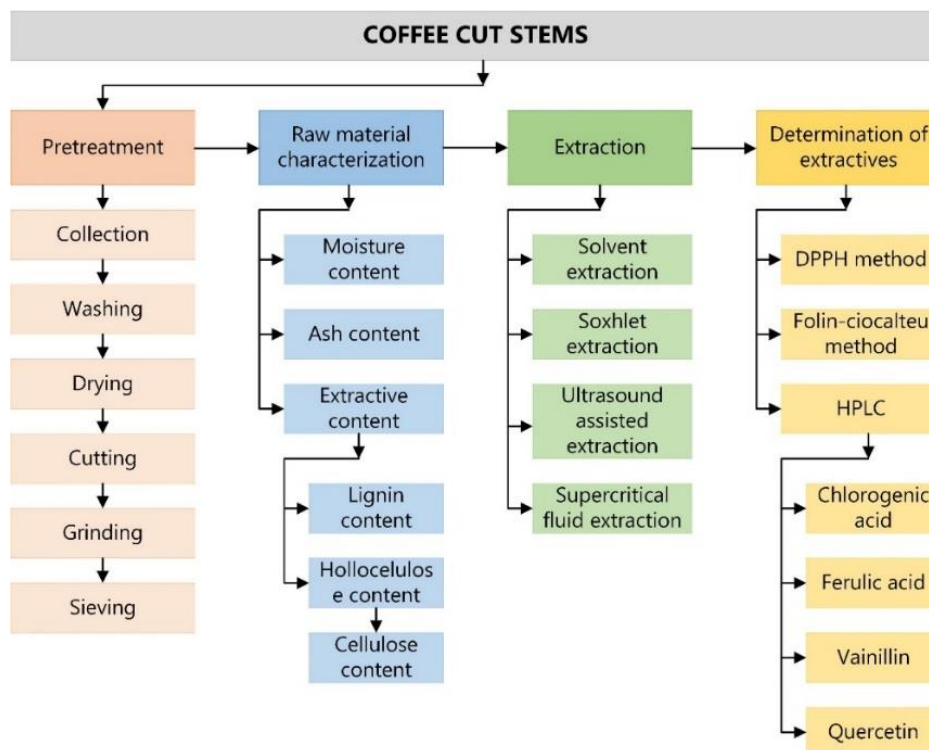 COFFEE CUT STEMS
Pretreatment
Collection
Washing
Drying
Cutting
Grinding
Sieving
Raw material
characterization
Moisture
content
Ash content
Extractive
content
Lignin
content
Hollocelulos
e content
Cellulose
content
Extraction
Solvent
extraction
Soxhlet
extraction
Ultrasound
assisted
extraction
Supercritical
fluid extraction
Determination of
extractives
DPPH method
Folin-ciocalteu
method
HPLC
Chlorogenic
acid
Ferulic acid
Vainillin
Quercetin